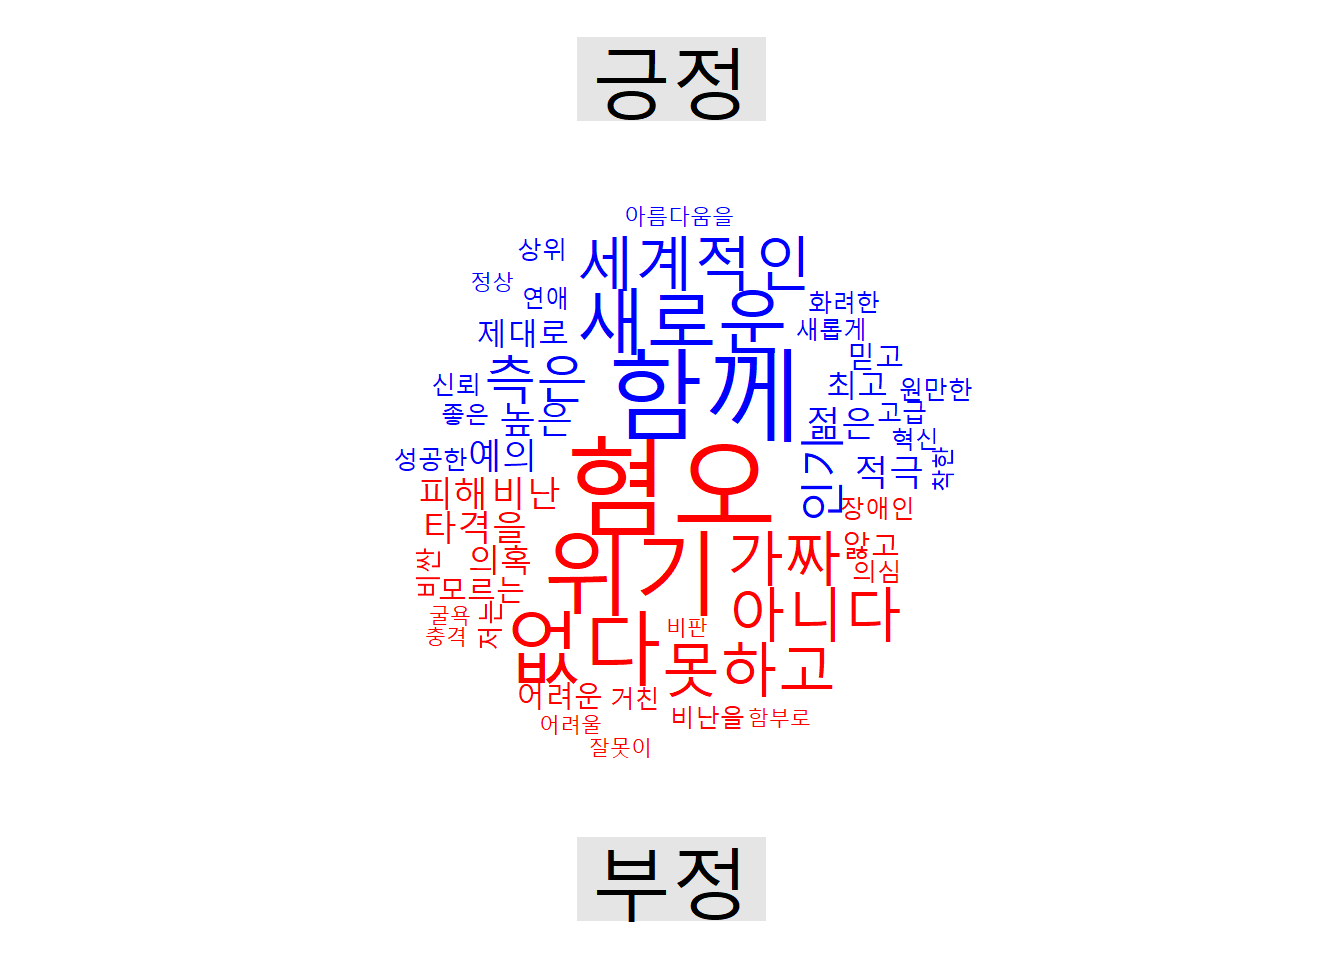 긍정
아름다움을
상위 세계적인
정상 연애 화려한
새로운
제대로 새롭게
측은 믿고
신뢰 함께 최고 원만한
좋은 높은 젊은 고급
혁신
성공한 예의 인기 적극 착한
피해 비난 혐오 장애인
타격을
비싼 의혹 위기 가짜 앓고
의심
모르는
굴욕 저는 없다 비판 아니다
충격
못하고
어려운 거친
어려울 비난을 함부로
잘못이
부정